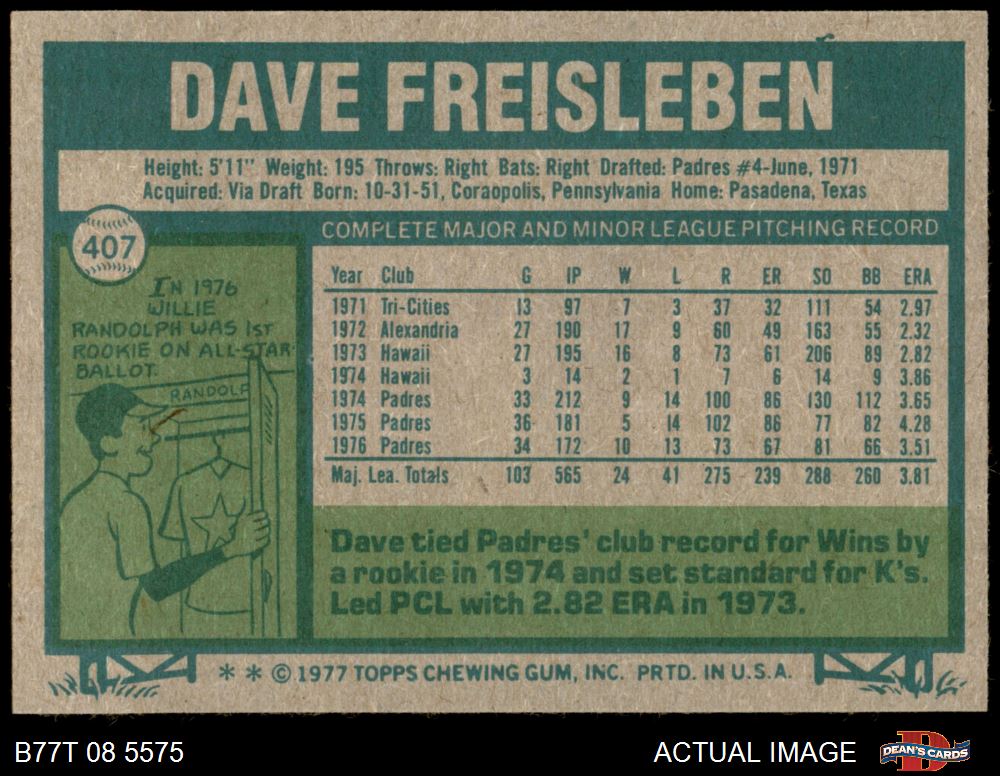 DAVE FREISLEBEN
Height: 5'11" Weight: 195 Throws: Right Bats: Right Drafted: Padres #4-June, 1971
Acquired: Via Draft Born: 10-31-51, Coraopolis, Pennsylvania Home: Pasadena, Texas
407
IN 1976
WILLIE
RANDOLPH WAS 1ST
ROOKIE ON ALL-STAR
BALLOT.
RANDOLP
COMPLETE MAJOR AND MINOR LEAGUE PITCHING RECORD
Year Club G IP W L R ER SO BB ERA
1971 Tri-Cities 13 97 7 3 37 32 111 54 2.97
1972 Alexandria 27 190 17 9 60 49 163 55 2.32
1973 Hawaii 27 195 16 8 73 61 206 89 2.82
1974 Hawaii 3 14 2 1 7 6 14 9 3.86
1974 Padres 33 212 9 14 100 86 130 112 3.65
1975 Padres 36 181 5 14 102 86 77 82 4.28
1976 Padres 34 172 10 13 73 67 81 66 3.51
Maj. Lea. Totals 103 565 24 41 275 239 288 260 3.81
Dave tied Padres' club record for Wins by
a rookie in 1974 and set standard for K's.
Led PCL with 2.82 ERA in 1973.
* * © 1977 TOPPS CHEWING GUM, INC. PRTD. IN U.S.A.
B77T 08 5575
ACTUAL IMAGE
D
DEAN'S CARDS